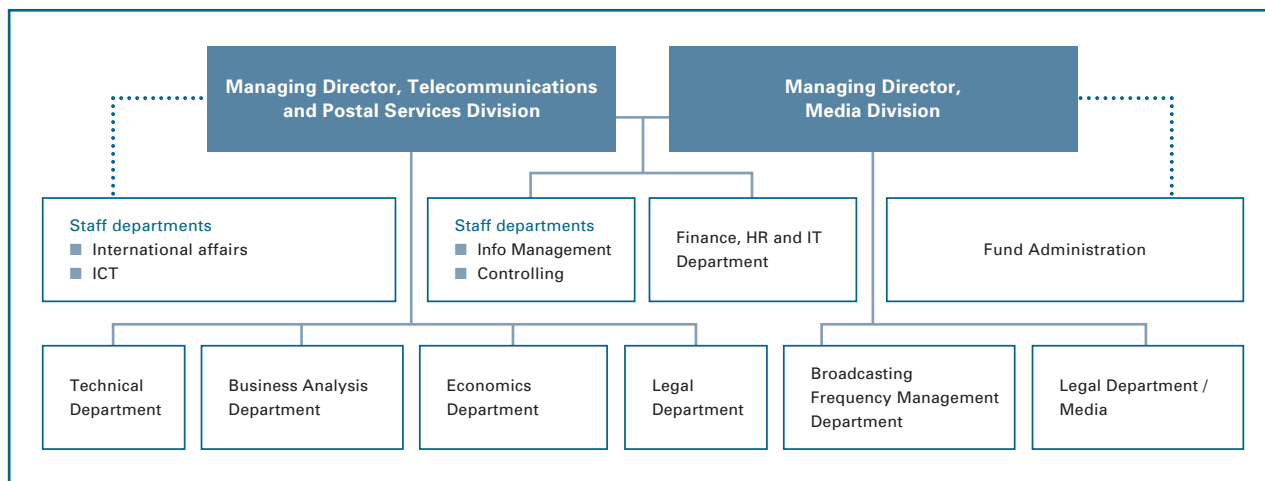 Managing Director, Telecommunications
and Postal Services Division
Managing Director,
Media Division
Staff departments
International affairs
ICT
Staff departments
Info Management
Controlling
Finance, HR and IT
Department
Fund Administration
Technical
Department
Business Analysis
Department
Economics
Department
Legal
Department
Broadcasting
Frequency Management
Department
Legal Department /
Media